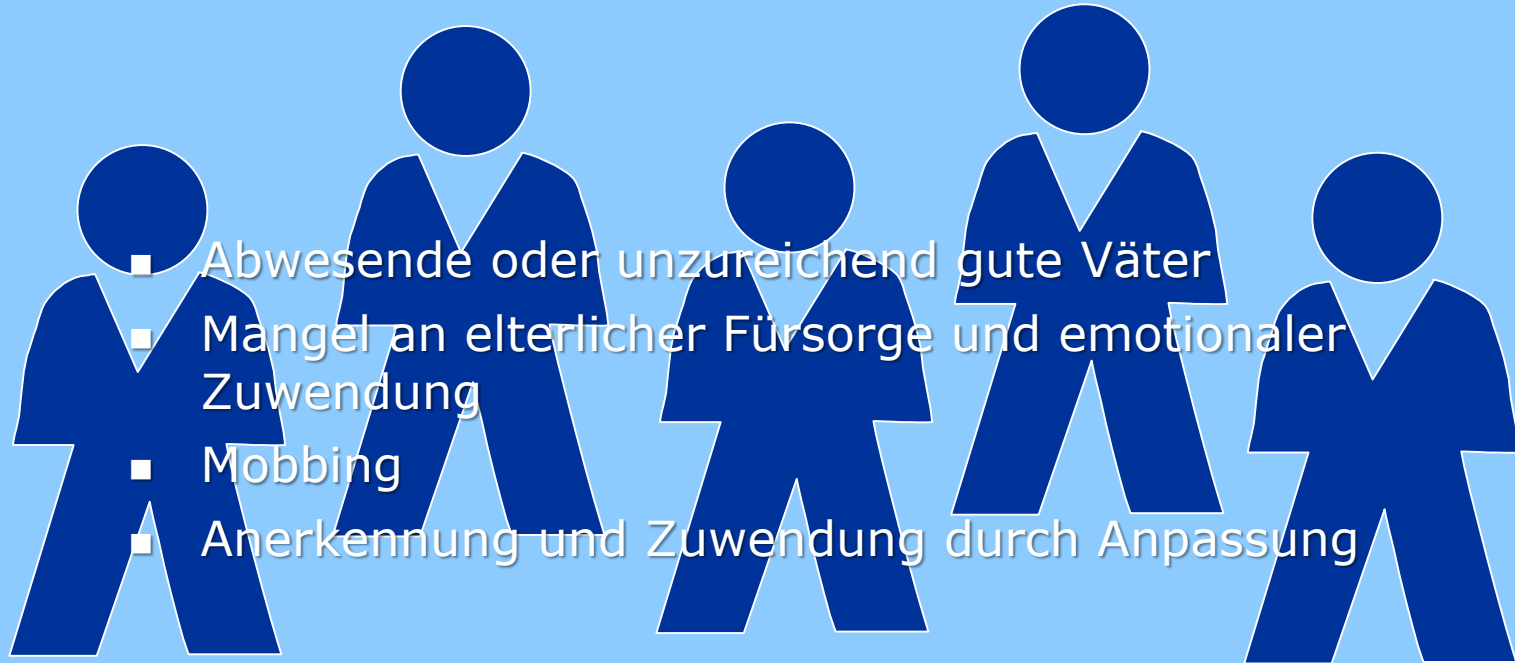 ▪ Abwesende oder unzureichend gute Väter
▪ Mangel an elterlicher Fürsorge und emotionaler
Zuwendung
▪ Mobbing
▪ Anerkennung und Zuwendung durch Anpassung